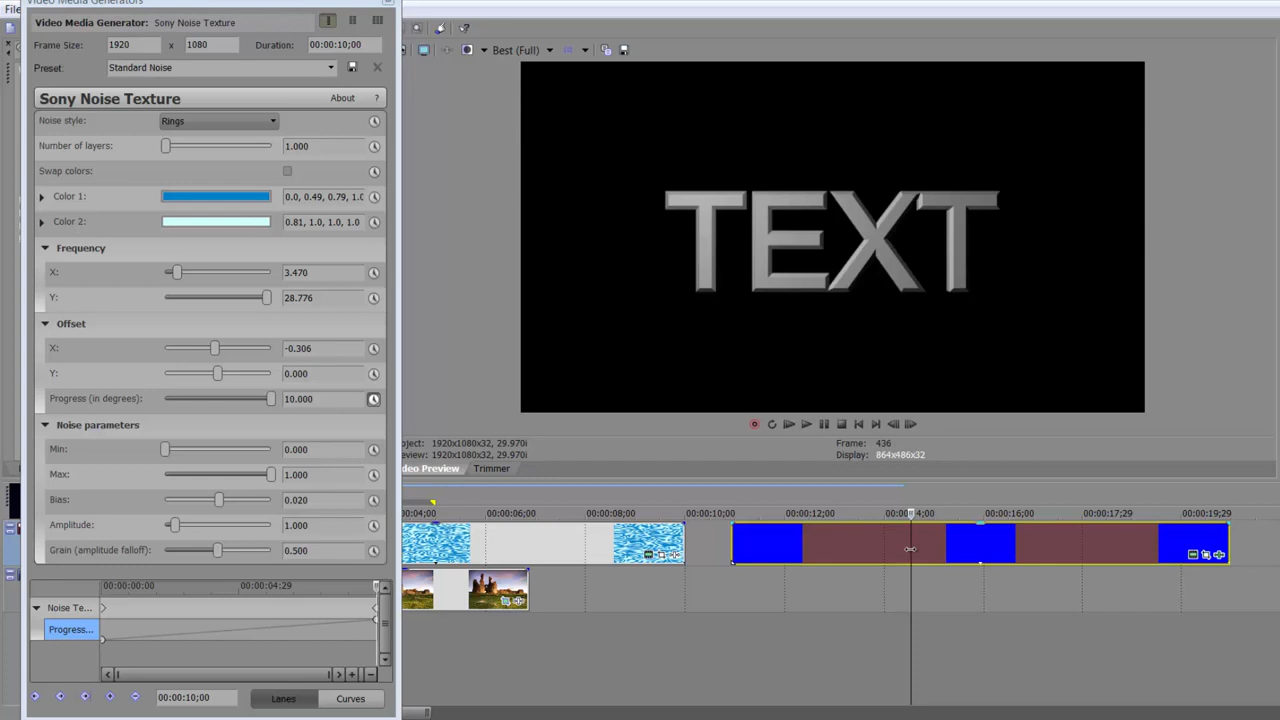 Fil
Video Media Generators
Video Media Generator: Sony Noise Texture
Frame Size: 1920 x 1080 Duration: 00:00:10;00
Preset: Standard Noise
Sony Noise Texture About ?
Noise style: Rings
Number of layers: 1.000
Swap colors:
Color 1: 0.0, 0.49, 0.79, 1.0
Color 2: 0.81, 1.0, 1.0, 1.0
Frequency
X: 3.470
Y: 28.776
Offset
X: -0.306
Y: 0.000
Progress (in degrees): 10.000
Noise parameters
Min: 0.000
Max: 1.000
Bias: 0.020
Amplitude: 1.000
Grain (amplitude falloff): 0.500
00:00:00:00 00:00:04:29
Noise Te...
Progress...
00:00:10;00 Lanes Curves
Best (Full)
TEXT
oject: 1920x1080x32, 29.970i
eview: 1920x1080x32, 29.970i
Frame: 436
Display: 864x486x32
deo Preview Trimmer
:04;00 00:00:06;00 00:00:08;00 00:00:10;00 00:00:12;00 00:00: 4;00 00:00:16;00 00:00:17;29 00:00:19;29